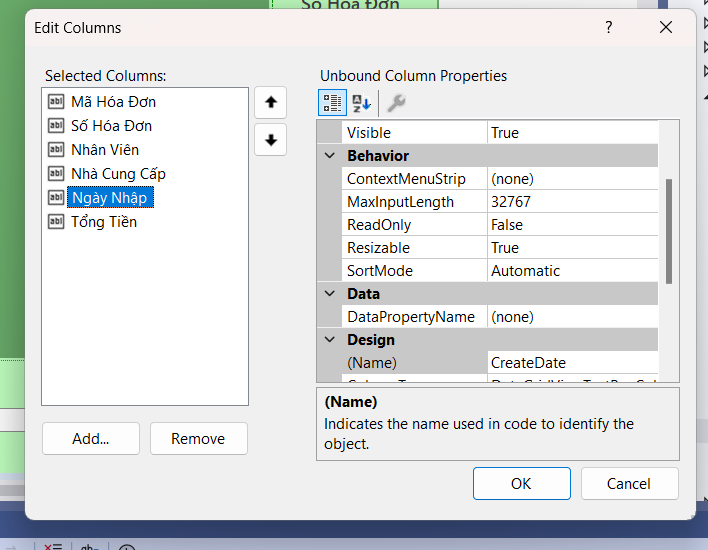 Số Hóa Đơn
Edit Columns
?
Selected Columns:
Unbound Column Properties
Mã Hóa Đơn
Số Hóa Đơn
Nhân Viên
Nhà Cung Cấp
Ngày Nhập
Tổng Tiền
Visible True
Behavior
ContextMenuStrip (none)
MaxInputLength 32767
ReadOnly False
Resizable True
SortMode Automatic
Data
DataPropertyName (none)
Design
(Name) CreateDate
(Name)
Indicates the name used in code to identify the
object.
Add...
Remove
OK
Cancel